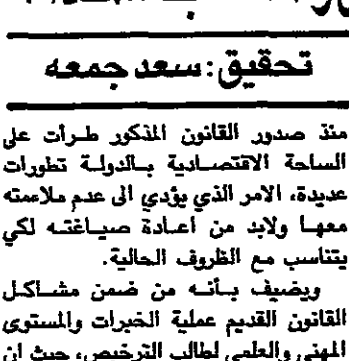 تحقيق: سعد جمعه
منذ صدور القانون المذكور طرأت على
الساحة الاقتصادية بالدولة تطورات
عديدة، الامر الذي يؤدي الى عدم ملاءمته
معها ولابد من اعادة صياغته لكي
يتناسب مع الظروف الحالية.
ويضيف بأنه من ضمن مشاكل
القانون القديم عملية الخبرات والمستوى
المهني والعلمي لطالب الترخيص، حيث ان